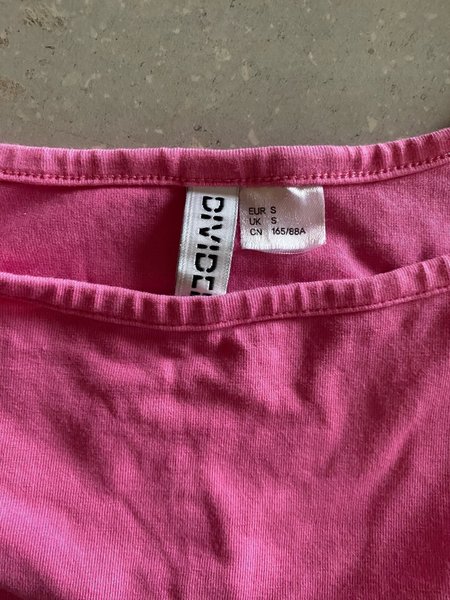 DIVIDE
EUR S
UK S
CN 165/88A